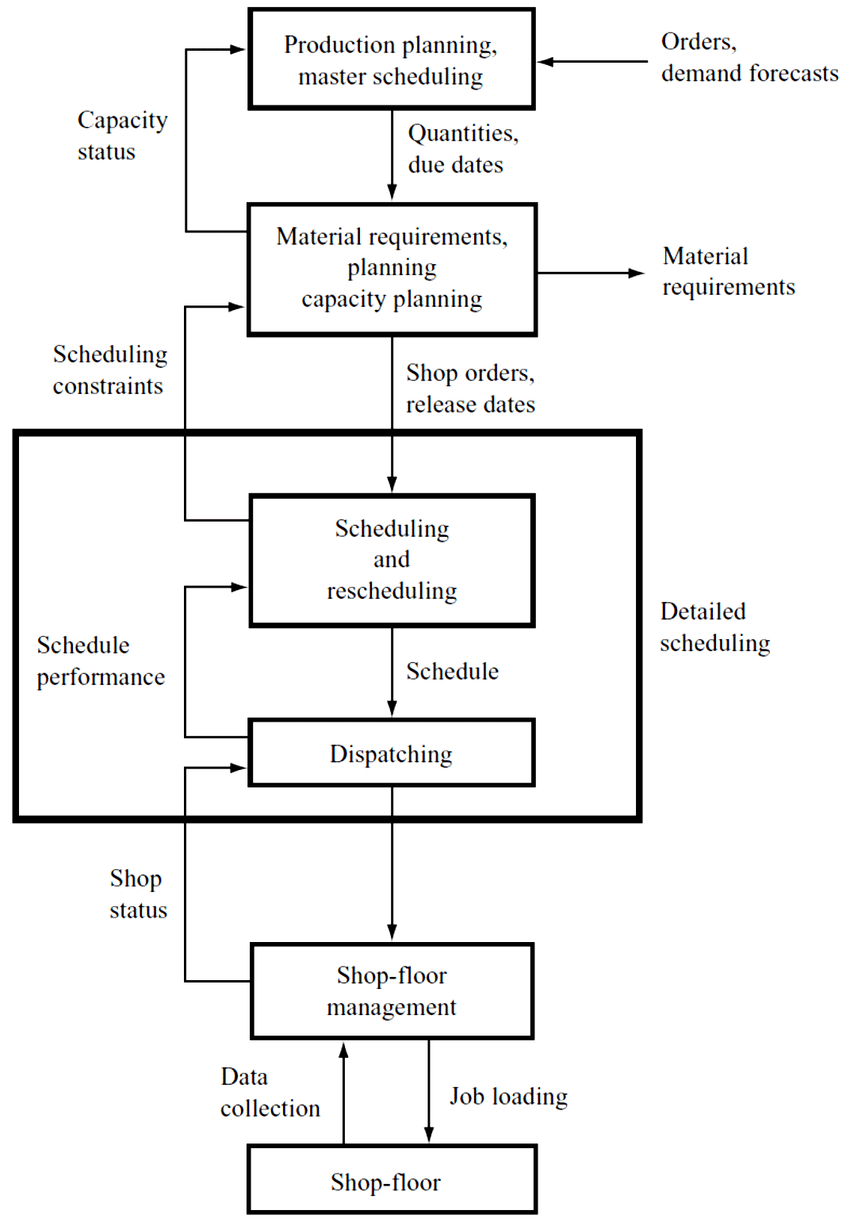 Production planning,
master scheduling
Orders,
demand forecasts
Capacity
status
Quantities,
due dates
Material requirements,
planning
capacity planning
Material
requirements
Scheduling
constraints
Shop orders,
release dates
Scheduling
and
rescheduling
Detailed
scheduling
Schedule
performance
Schedule
Dispatching
Shop
status
Shop-floor
management
Data
collection
Job loading
Shop-floor